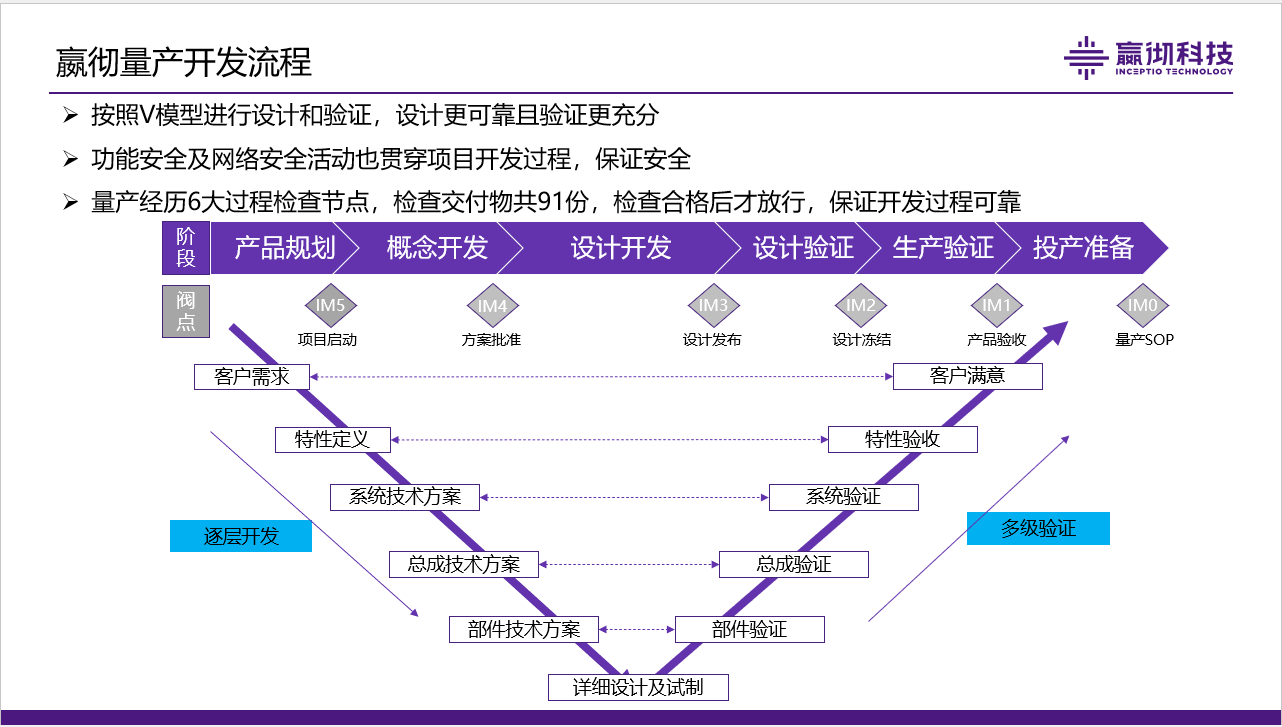 嬴彻量产开发流程
嬴彻科技
INCEPTIO TECHNOLOGY
按照V模型进行设计和验证，设计更可靠且验证更充分
功能安全及网络安全活动也贯穿项目开发过程，保证安全
量产经历6大过程检查节点，检查交付物共91份，检查合格后才放行，保证开发过程可靠
阶段 产品规划 概念开发 设计开发 设计验证 生产验证 投产准备
阀点 IM5 IM4 IM3 IM2 IM1 IM0
项目启动 方案批准 设计发布 设计冻结 产品验收 量产SOP
客户需求 客户满意
特性定义 特性验收
系统技术方案 系统验证
逐层开发 多级验证
总成技术方案 总成验证
部件技术方案 部件验证
详细设计及试制